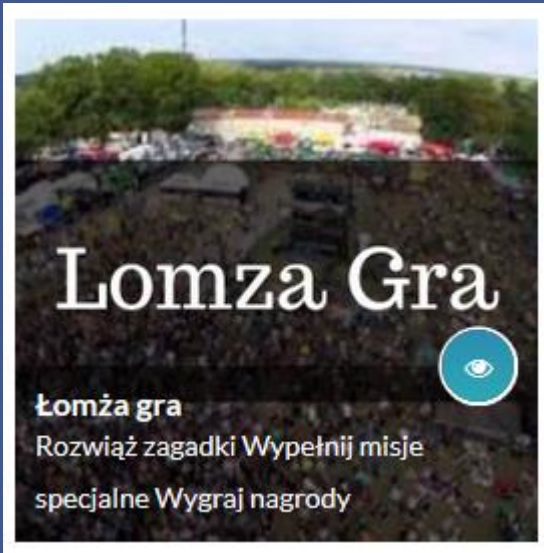 Lomza Gra
Łomża gra
Rozwiąż zagadki Wypełnij misje
specjalne Wygraj nagrody